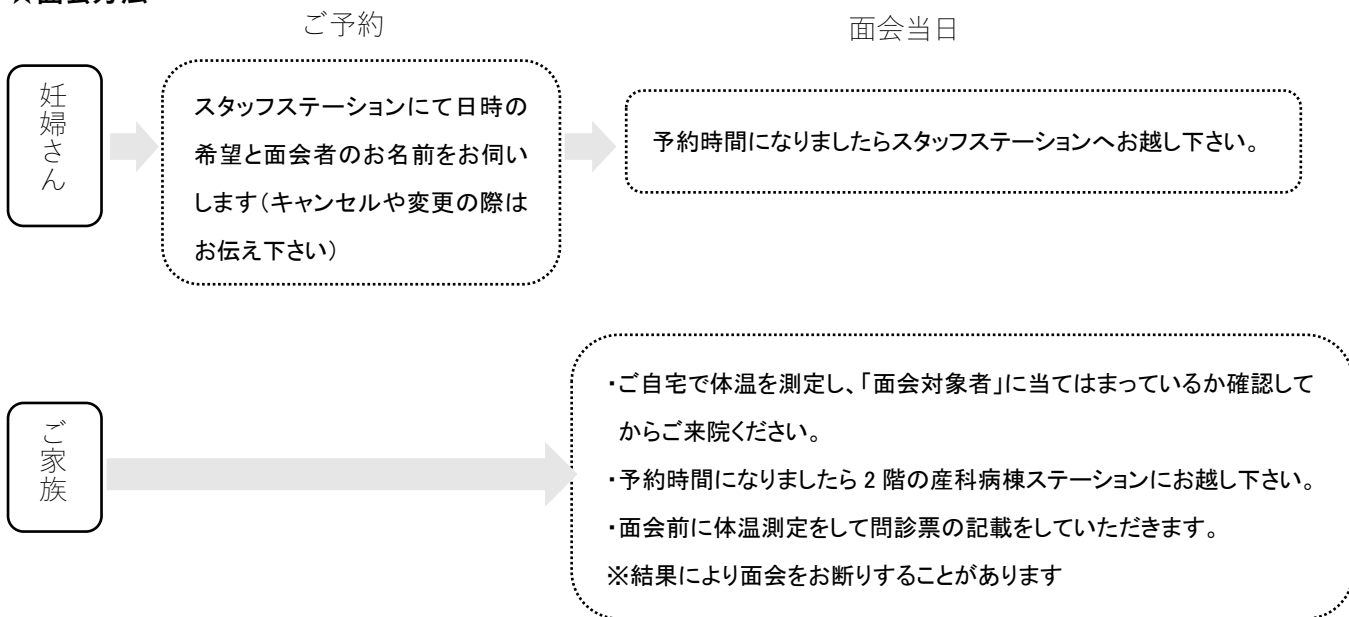 ★面会方法
ご予約
面会当日
妊婦さん
スタッフステーションにて日時の
希望と面会者のお名前をお伺い
します(キャンセルや変更の際は
お伝え下さい)
予約時間になりましたらスタッフステーションへお越し下さい。
ご家族
・ご自宅で体温を測定し、「面会対象者」に当てはまっているか確認して
からご来院ください。
・予約時間になりましたら 2 階の産科病棟ステーションにお越し下さい。
・面会前に体温測定をして問診票の記載をしていただきます。
※結果により面会をお断りすることがあります